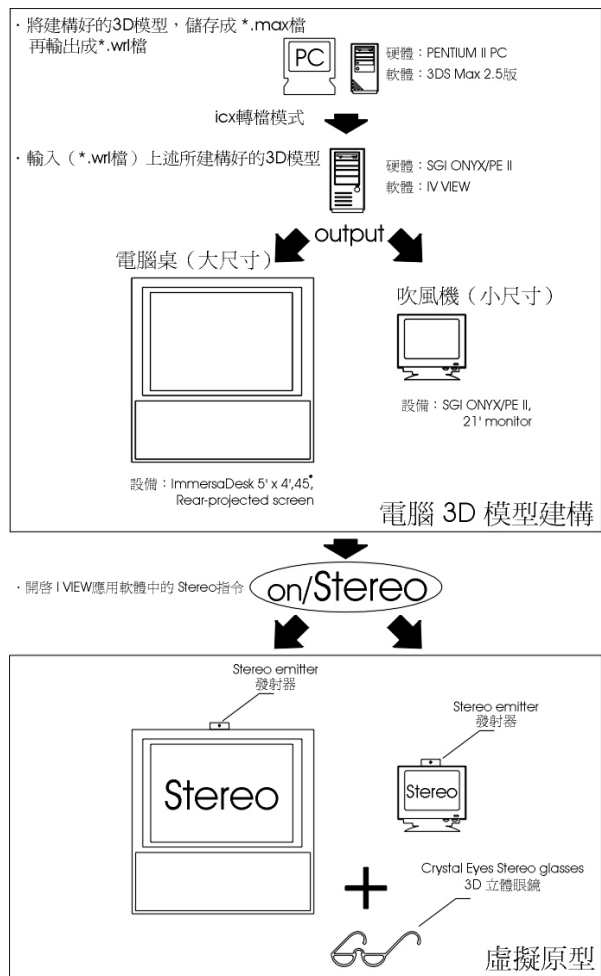 · 將建構好的3D模型，儲存成 *.max檔
再輸出成*.wrl檔
PC
硬體：PENTIUM II PC
軟體：3DS Max 2.5版
icx轉檔模式
· 輸入（*.wrl檔）上述所建構好的3D模型
硬體：SGI ONYX/PE II
軟體：IV VIEW
output
電腦桌（大尺寸）
吹風機（小尺寸）
設備：SGI ONYX/PE II,
21' monitor
設備：ImmersaDesk 5' x 4',45°,
Rear-projected screen
電腦 3D 模型建構
· 開啓 I VIEW應用軟體中的 Stereo指令
on/Stereo
Stereo emitter
發射器
Stereo emitter
發射器
Stereo
Stereo
+
Crystal Eyes Stereo glasses
3D 立體眼鏡
虛擬原型